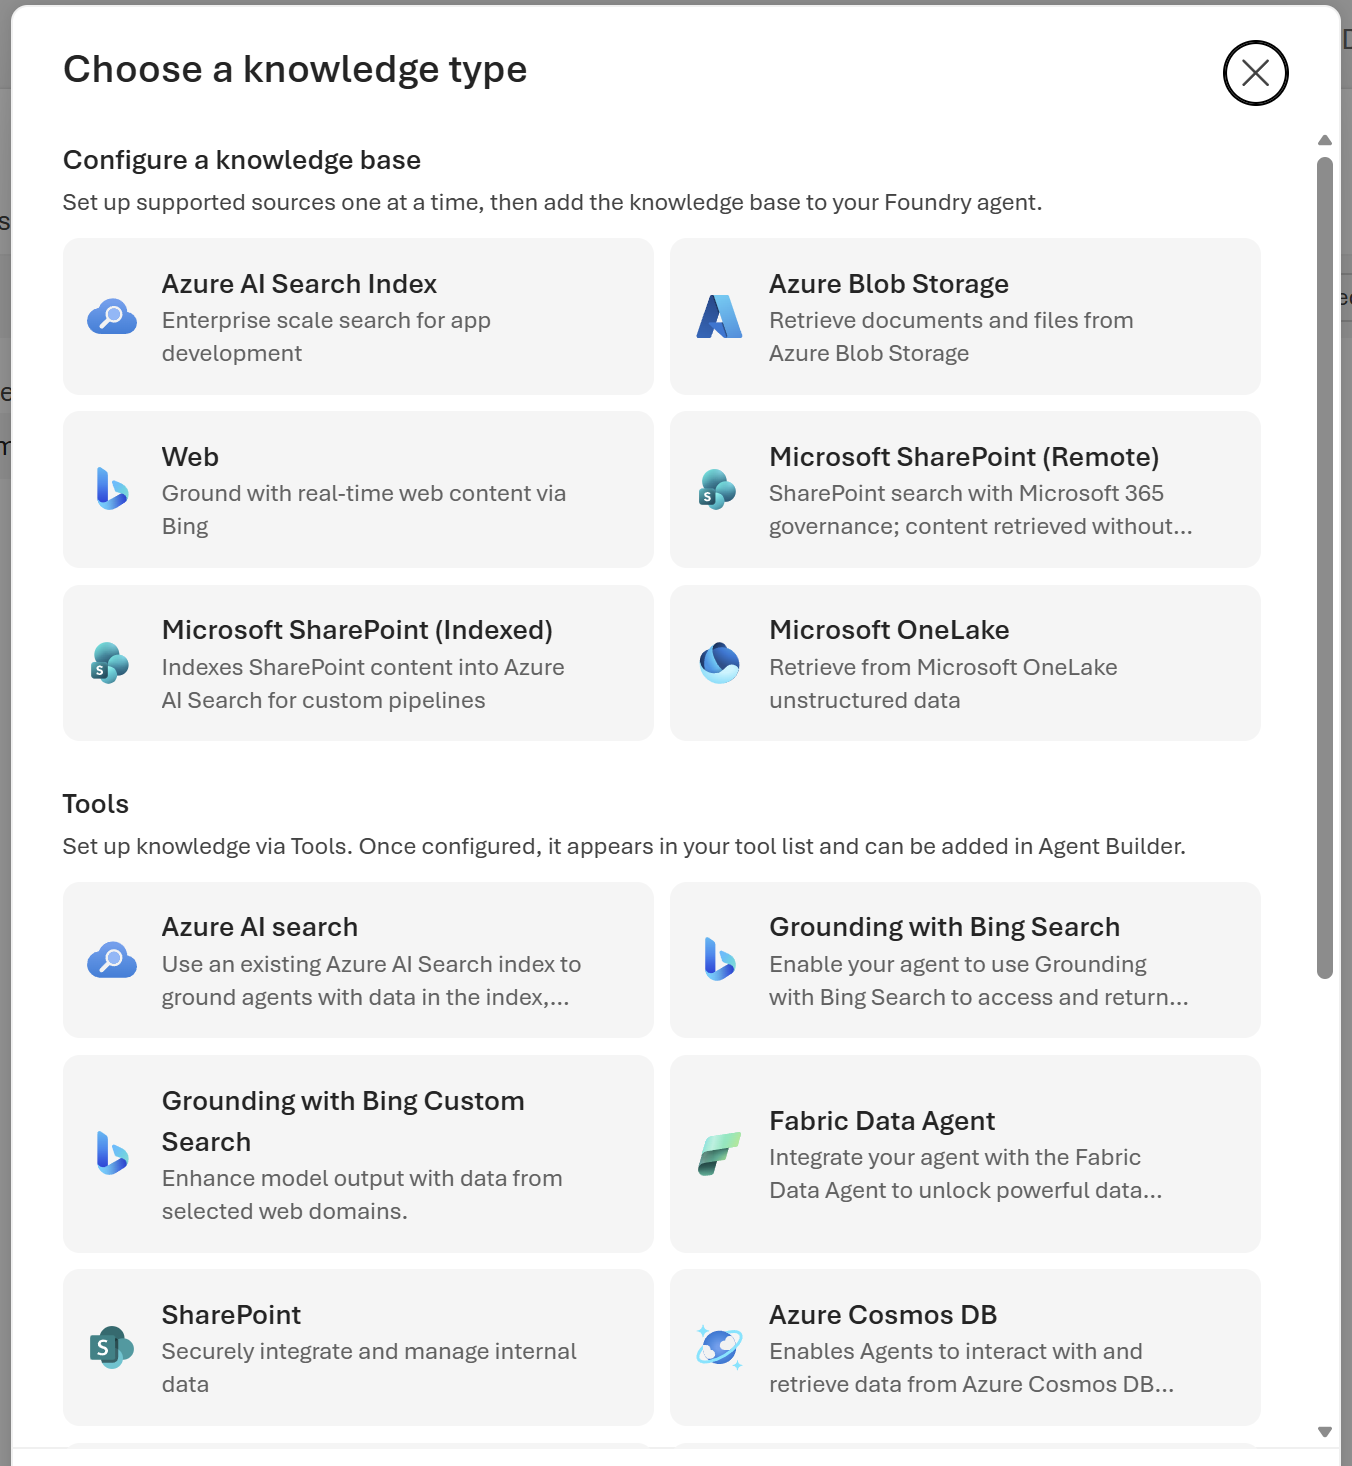 Choose a knowledge type
Configure a knowledge base
Set up supported sources one at a time, then add the knowledge base to your Foundry agent.
Azure AI Search Index
Enterprise scale search for app
development
Azure Blob Storage
Retrieve documents and files from
Azure Blob Storage
Web
Ground with real-time web content via
Bing
Microsoft SharePoint (Remote)
SharePoint search with Microsoft 365
governance; content retrieved without...
Microsoft SharePoint (Indexed)
Indexes SharePoint content into Azure
AI Search for custom pipelines
Microsoft OneLake
Retrieve from Microsoft OneLake
unstructured data
Tools
Set up knowledge via Tools. Once configured, it appears in your tool list and can be added in Agent Builder.
Azure AI search
Use an existing Azure AI Search index to
ground agents with data in the index,...
Grounding with Bing Search
Enable your agent to use Grounding
with Bing Search to access and return...
Grounding with Bing Custom
Search
Enhance model output with data from
selected web domains.
Fabric Data Agent
Integrate your agent with the Fabric
Data Agent to unlock powerful data...
SharePoint
Securely integrate and manage internal
data
Azure Cosmos DB
Enables Agents to interact with and
retrieve data from Azure Cosmos DB...